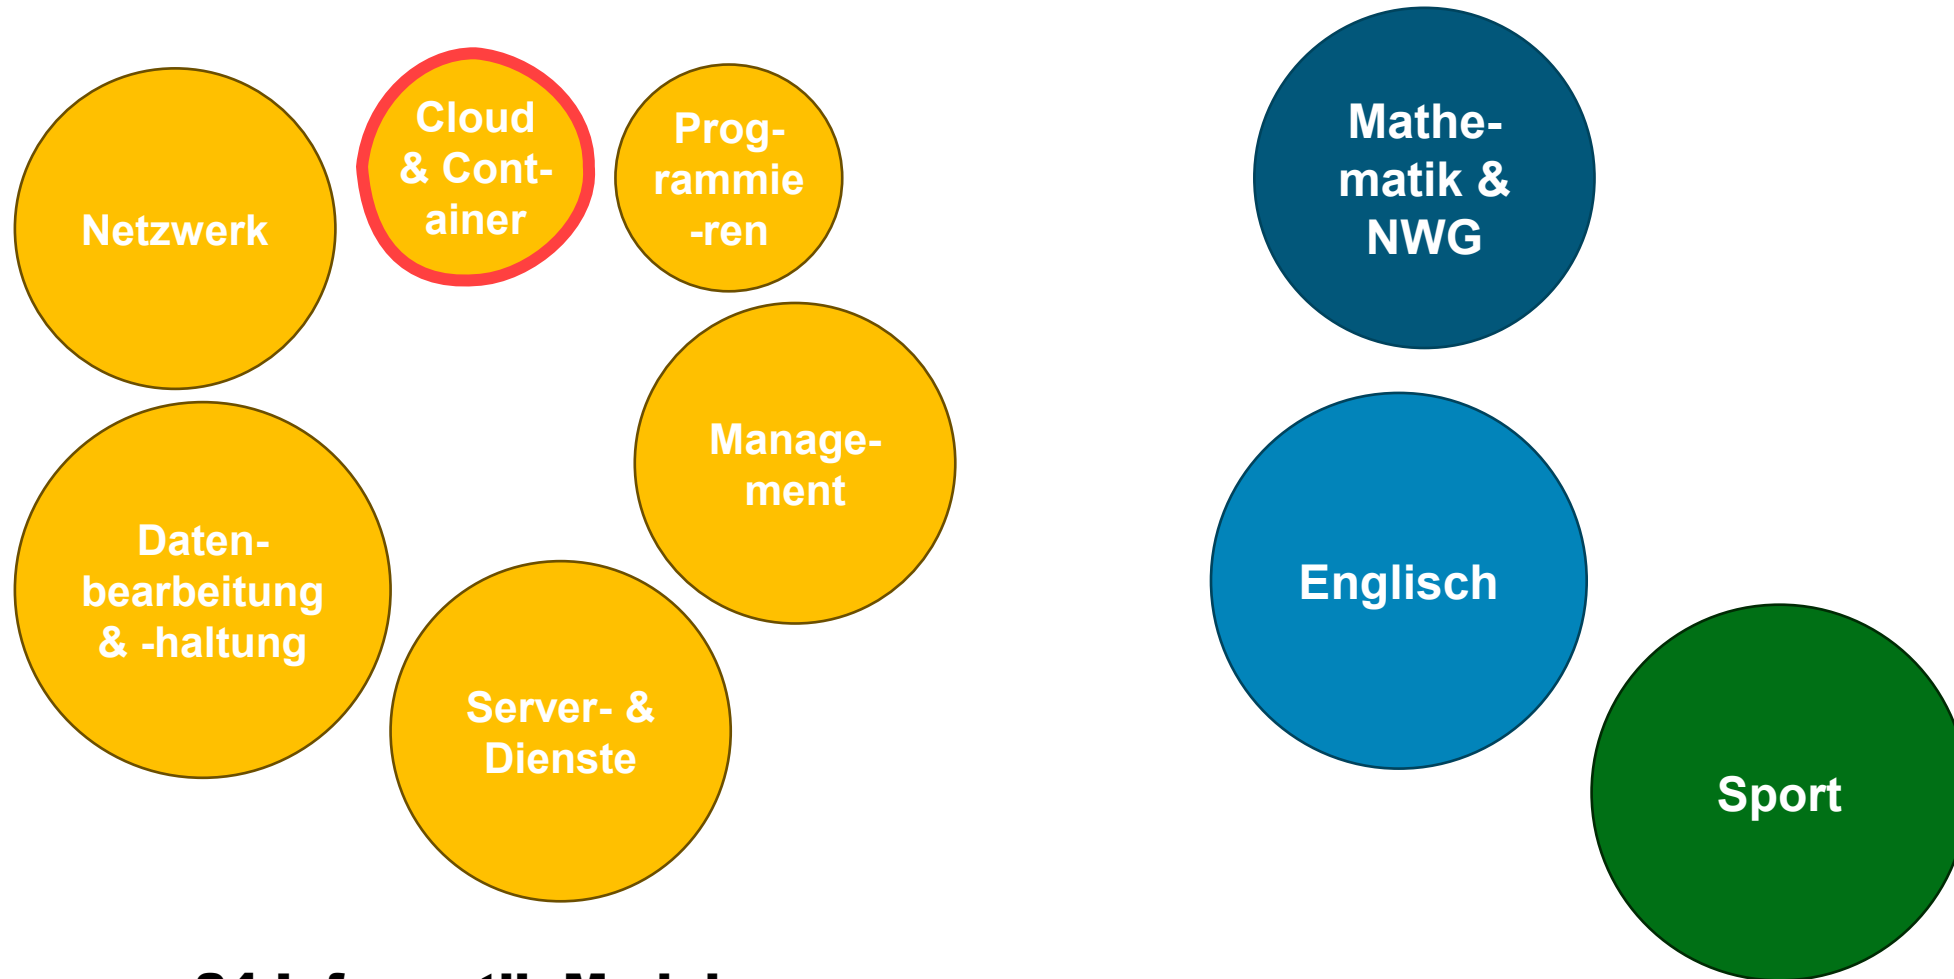 Netzwerk
Cloud
& Cont-
ainer
Prog-
rammie
-ren
Manage-
ment
Daten-
bearbeitung
& -haltung
Server- &
Dienste
Mathe-
matik &
NWG
Englisch
Sport